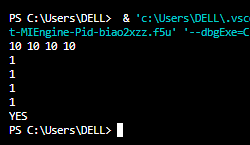 PS C:\Users\DELL>  & 'c:\Users\DELL\.vsc
t-MIEngine-Pid-biao2xzz.f5u' '--dbgExe=C
10 10 10 10
1
1
1
1
YES
PS C:\Users\DELL>